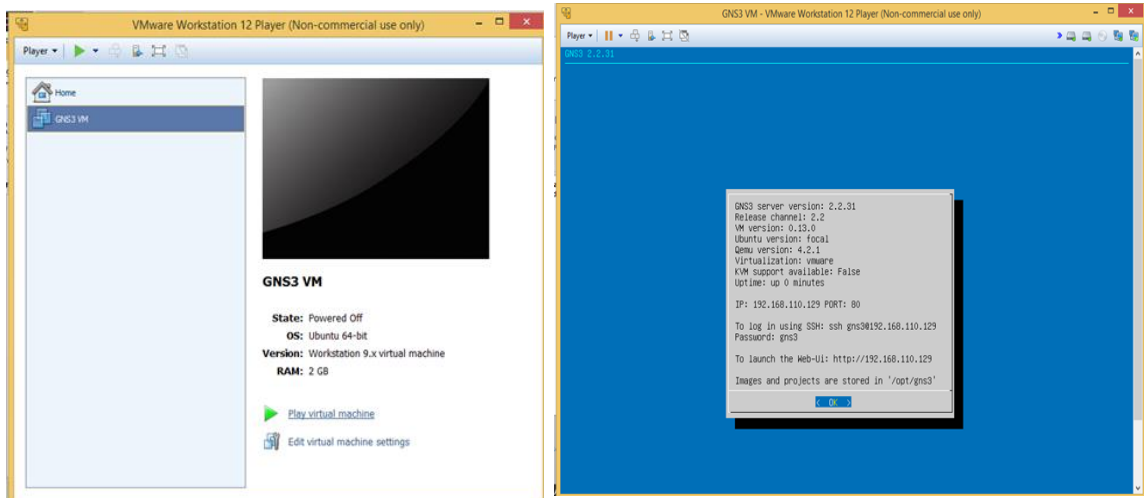 VMware Workstation 12 Player (Non-commercial use only)
Player
Home
GNS3 VM
GNS3 VM
State: Powered Off
OS: Ubuntu 64-bit
Version: Workstation 9.x virtual machine
RAM: 2 GB
Play virtual machine
Edit virtual machine settings
GNS3 VM - VMware Workstation 12 Player (Non-commercial use only)
Player
GNS3 2.2.31
GNS3 server version: 2.2.31
Release channel: 2.2
VM version: 0.13.0
Ubuntu version: focal
Qemu version: 4.2.1
Virtualization: vmware
KVM support available: False
Uptime: up 0 minutes
IP: 192.168.110.129 PORT: 80
To log in using SSH: ssh gns3@192.168.110.129
Password: gns3
To launch the Web-Ui: http://192.168.110.129
Images and projects are stored in '/opt/gns3'
< OK >